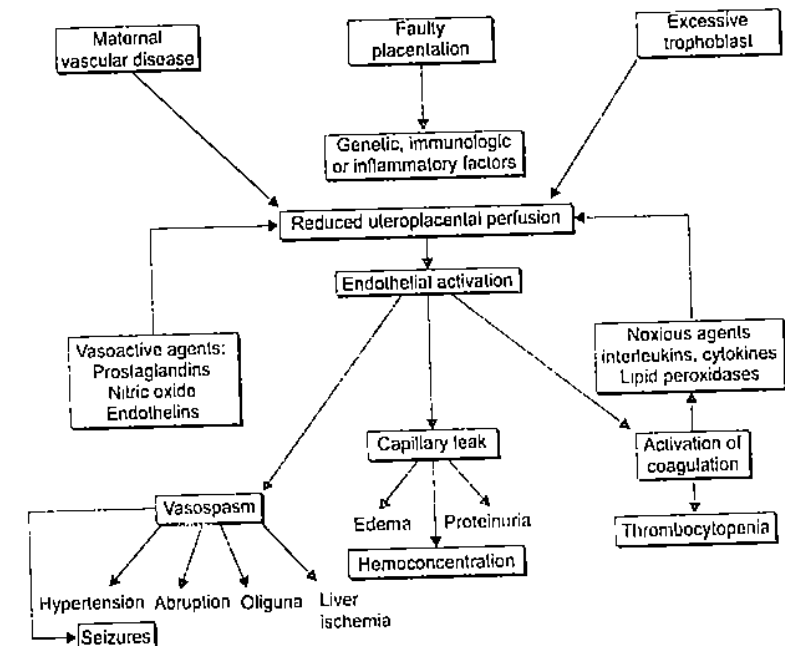 Maternal
vascular disease
Faulty
placentation
Excessive
trophoblast
Genetic, immunologic
or inflammatory factors
Reduced uteroplacental perfusion
Endothelial activation
Vasoactive agents:
Prostaglandins
Nitric oxido
Endothelins
Noxious agents
interleukins, cytokines
Lipid peroxidases
Capillary leak
Activation of
coagulation
Vasospasm
Edema
Proteinuria
Thrombocytopenia
Hemoconcentration
Hypertension
Abruption
Oliguna
Liver
ischemia
Seizures